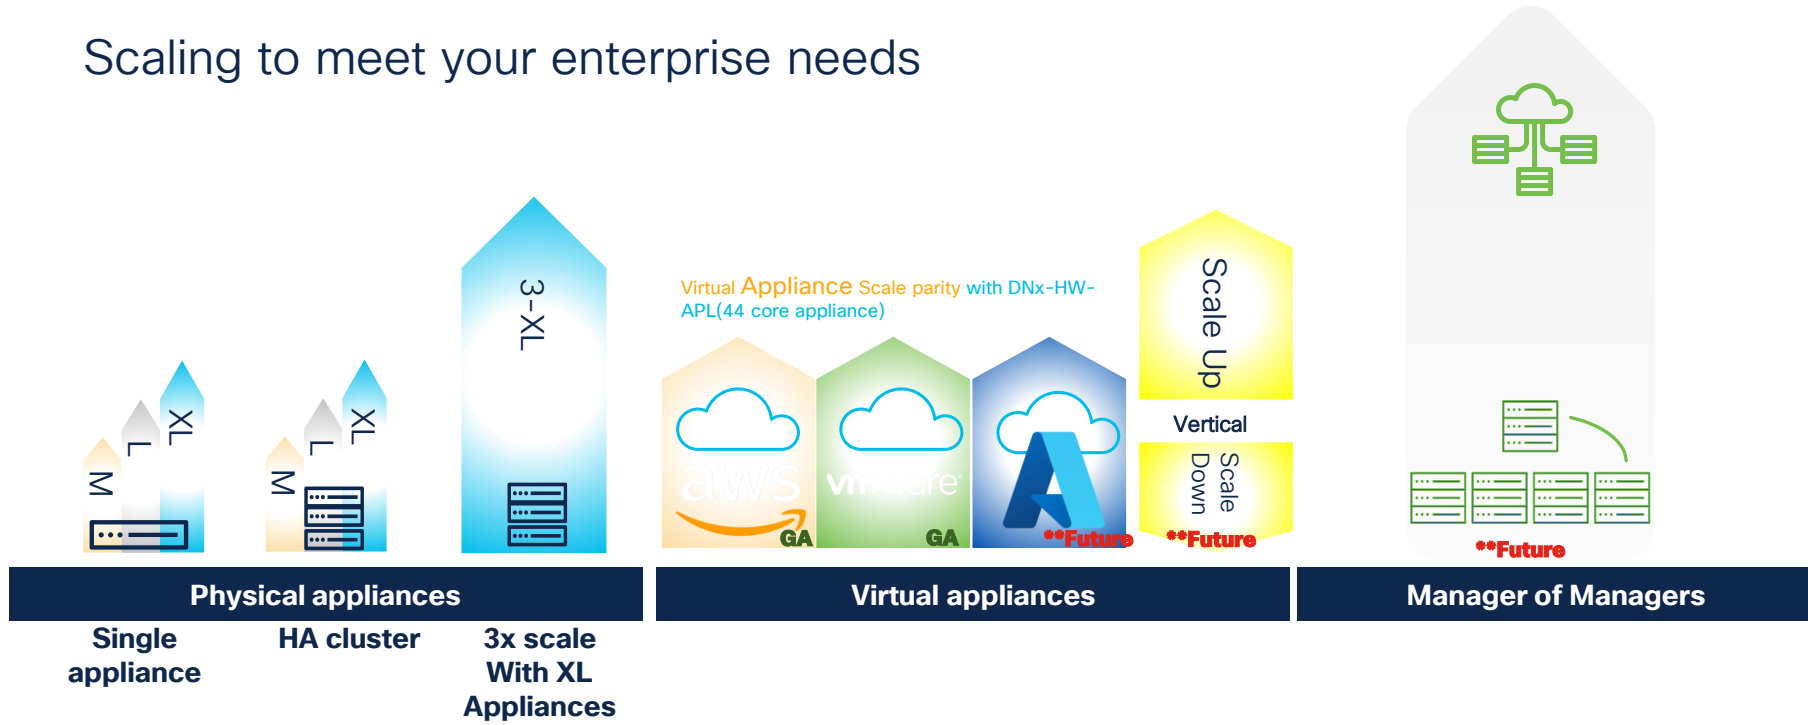 Scaling to meet your enterprise needs
M
L
XL
M
L
XL
3-XL
Virtual Appliance Scale parity with DNx-HW-
APL(44 core appliance)
aws
GA
vmware®
GA
**Future
Scale Up
Vertical
Scale
Down
**Future
**Future
Physical appliances
Virtual appliances
Manager of Managers
Single
appliance
HA cluster
3x scale
With XL
Appliances